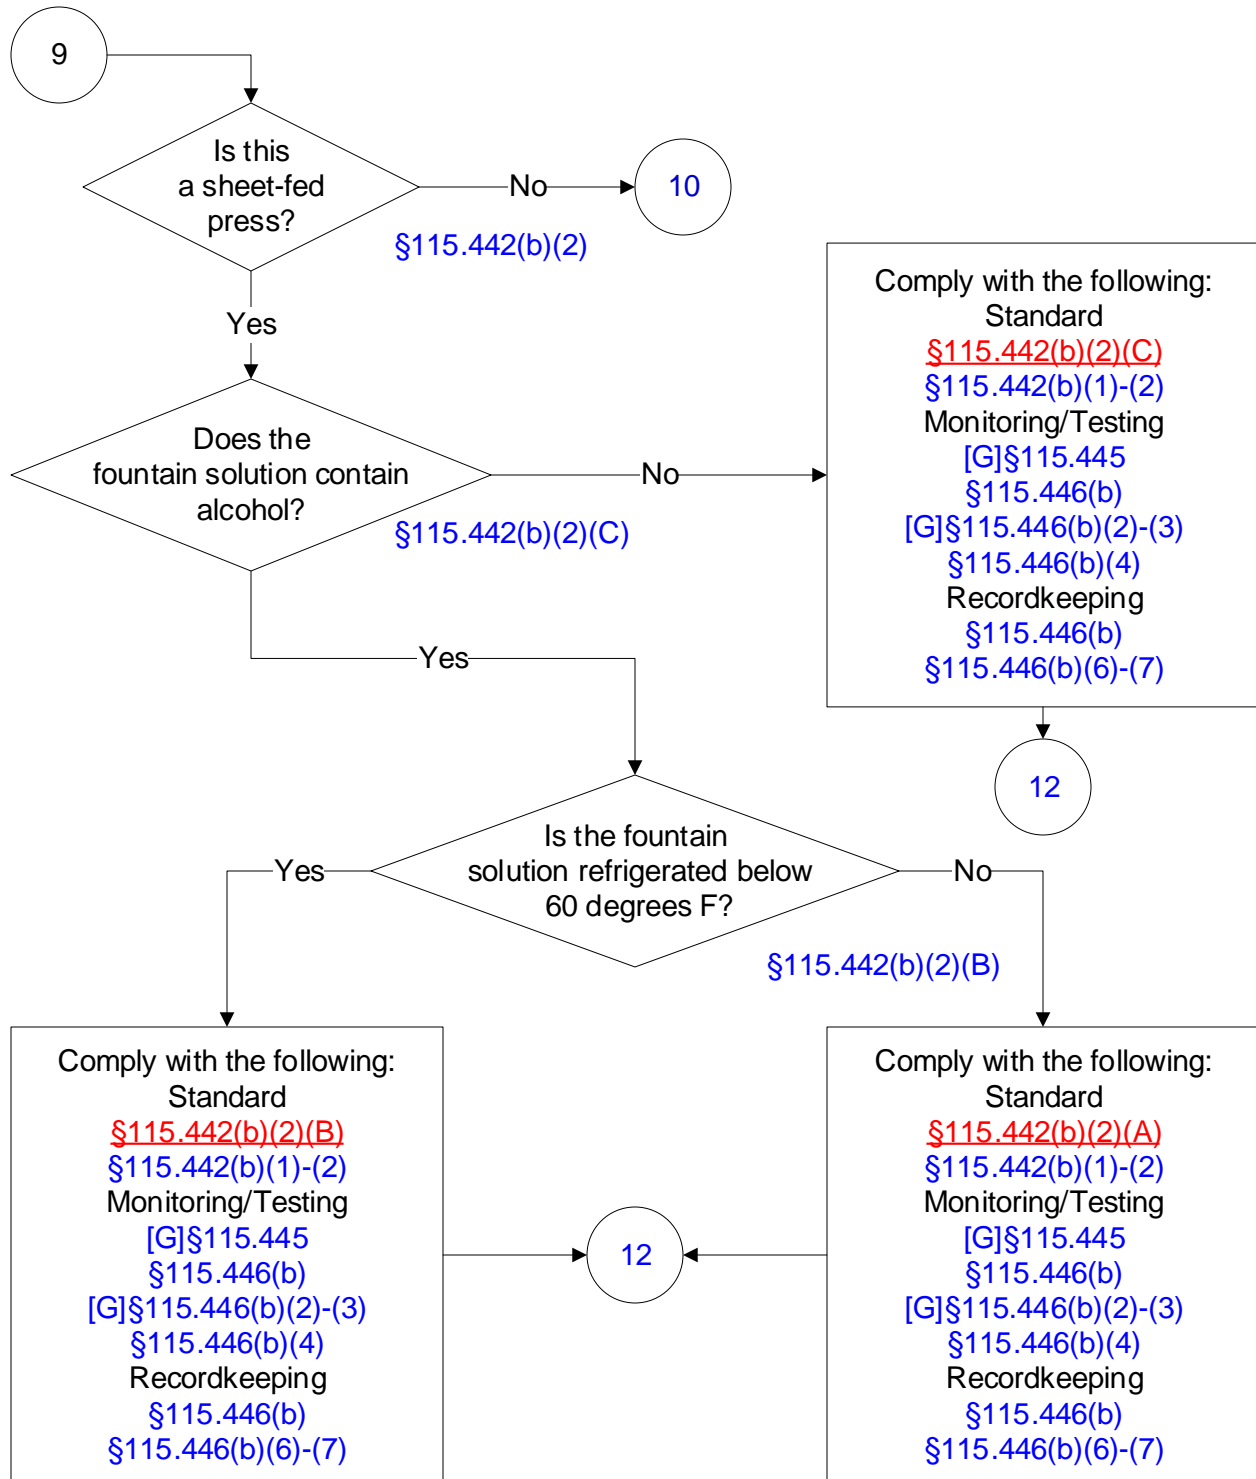 9
Is this
a sheet-fed
press?
No
10
§115.442(b)(2)
Yes
Does the
fountain solution contain
alcohol?
No
§115.442(b)(2)(C)
Comply with the following:
Standard
§115.442(b)(2)(C)
§115.442(b)(1)-(2)
Monitoring/Testing
[G]§115.445
§115.446(b)
[G]§115.446(b)(2)-(3)
§115.446(b)(4)
Recordkeeping
§115.446(b)
§115.446(b)(6)-(7)
12
Yes
Is the fountain
solution refrigerated below
60 degrees F?
Yes
No
§115.442(b)(2)(B)
Comply with the following:
Standard
§115.442(b)(2)(B)
§115.442(b)(1)-(2)
Monitoring/Testing
[G]§115.445
§115.446(b)
[G]§115.446(b)(2)-(3)
§115.446(b)(4)
Recordkeeping
§115.446(b)
§115.446(b)(6)-(7)
12
Comply with the following:
Standard
§115.442(b)(2)(A)
§115.442(b)(1)-(2)
Monitoring/Testing
[G]§115.445
§115.446(b)
[G]§115.446(b)(2)-(3)
§115.446(b)(4)
Recordkeeping
§115.446(b)
§115.446(b)(6)-(7)